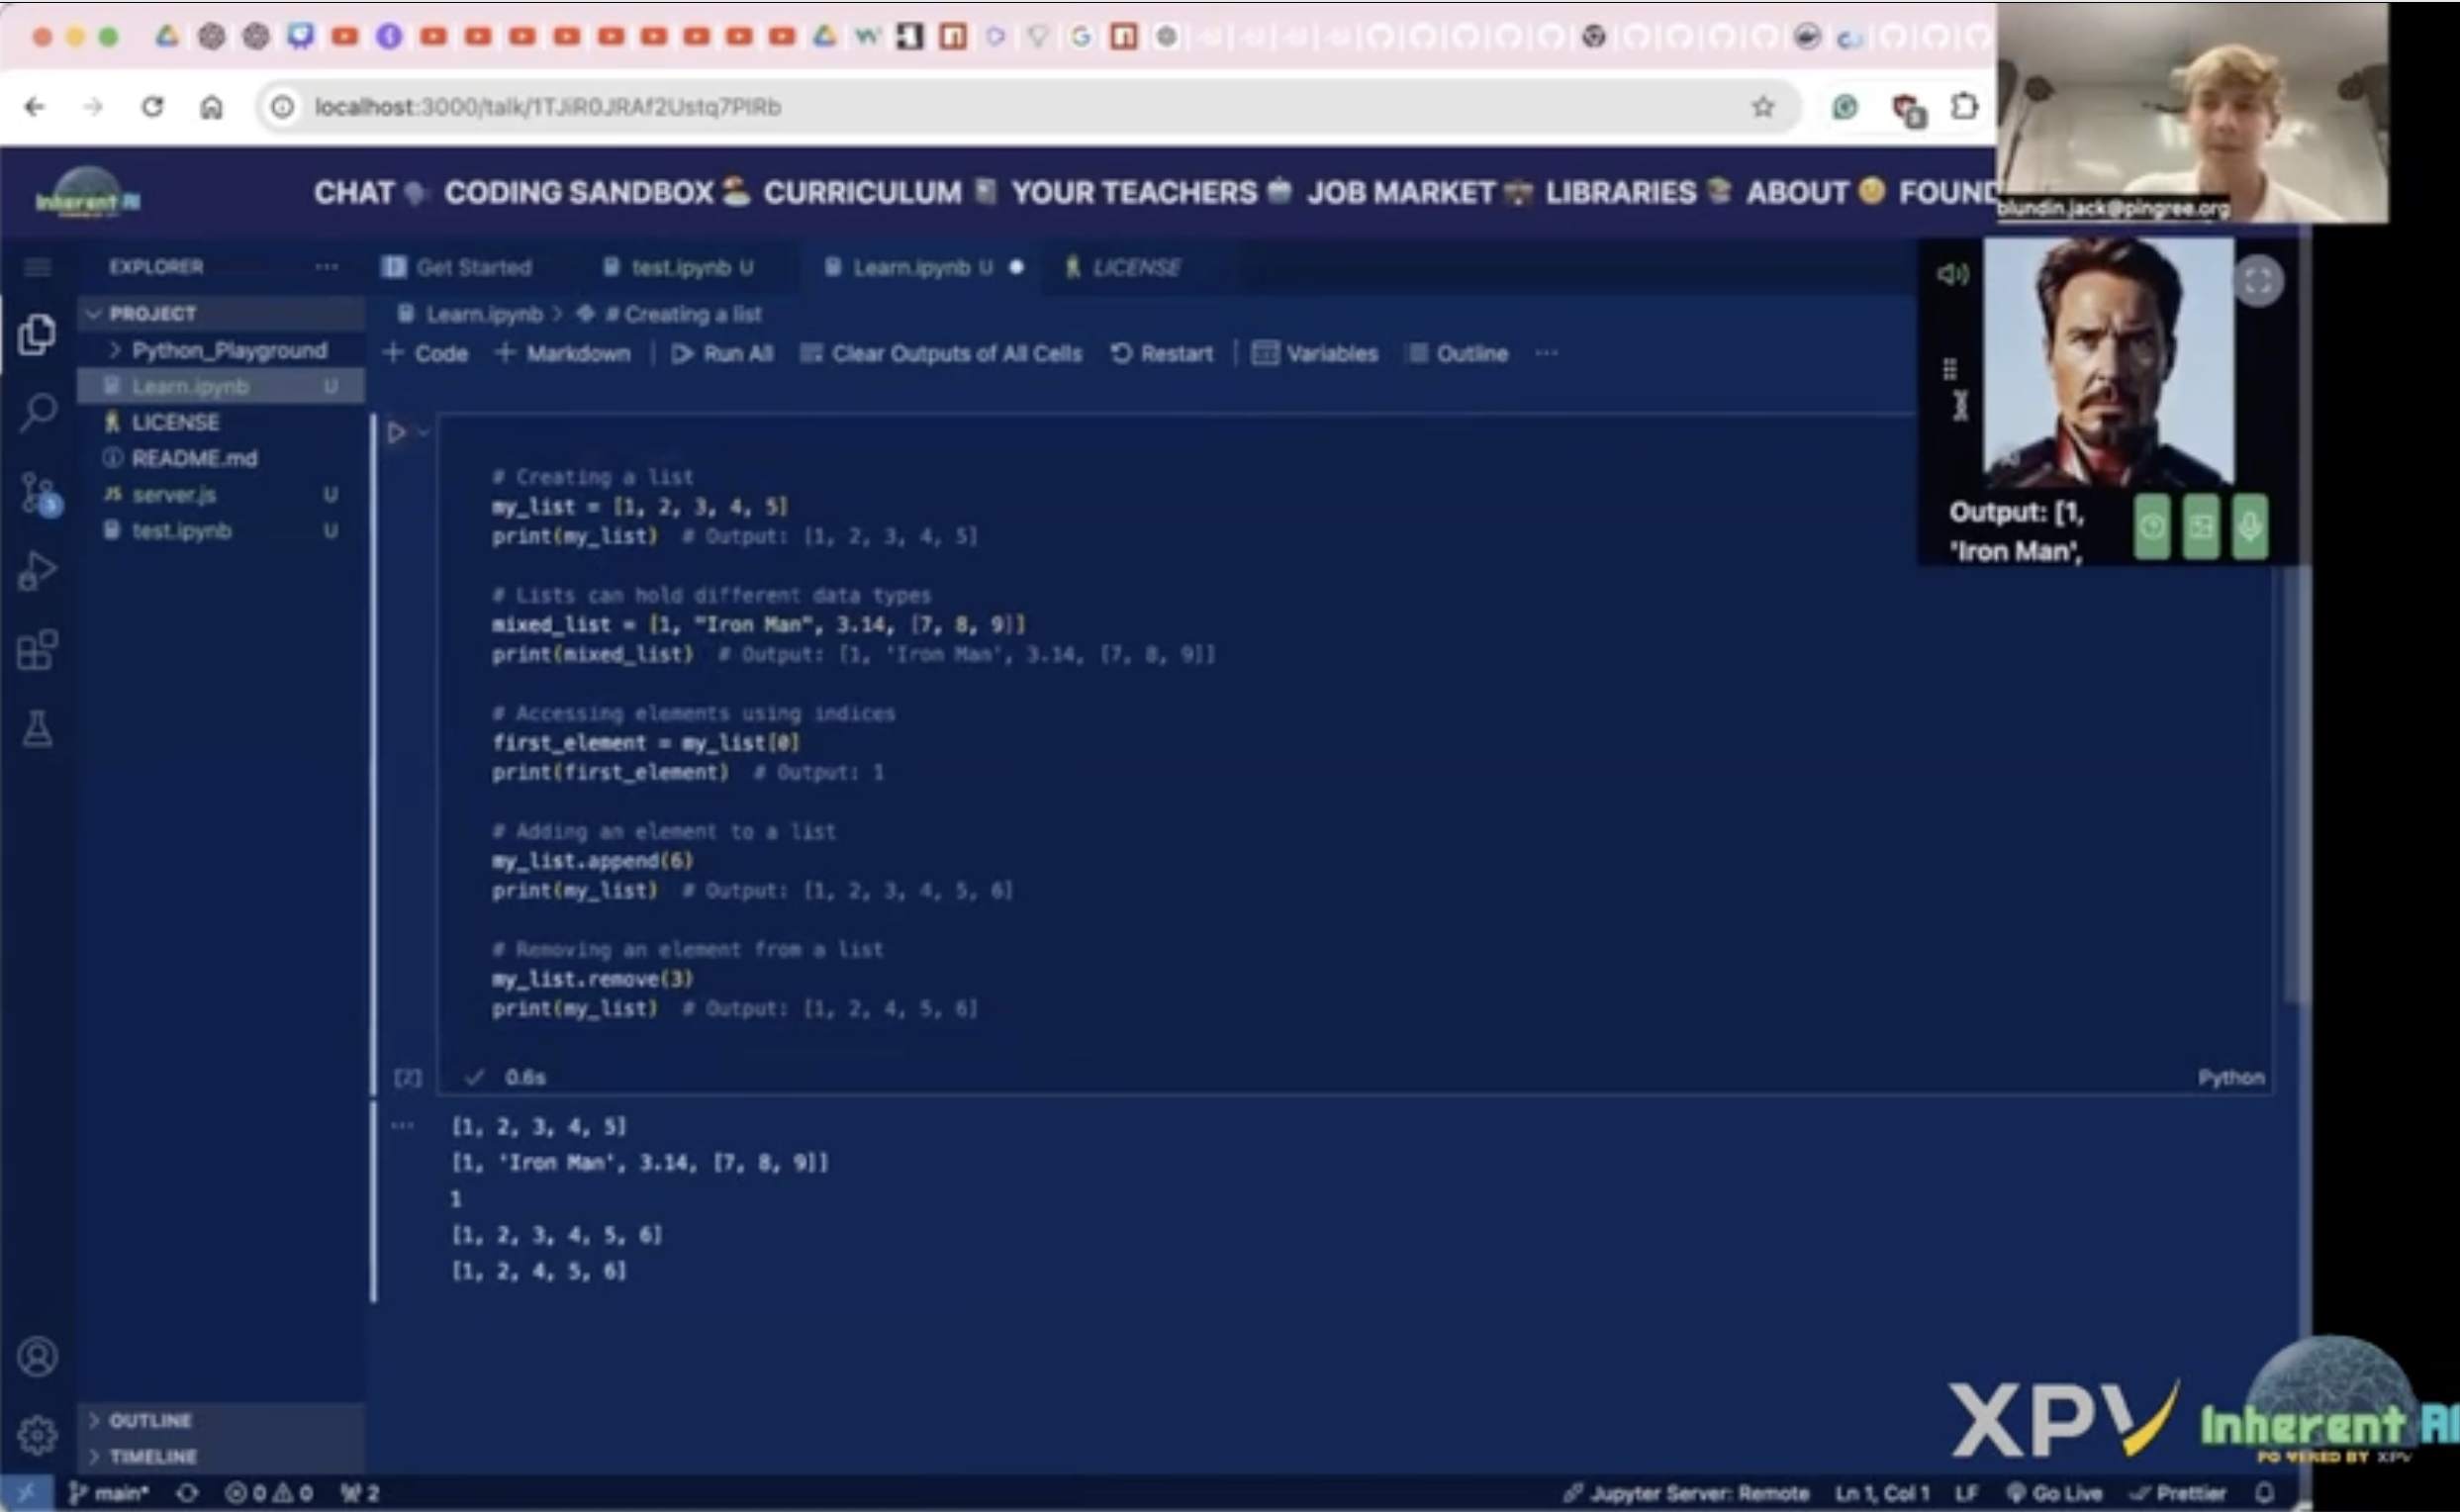 localhost:3000/talk/1TJiR0JRAf2Ustq7PIRb
blundin.jack@pingree.org
Inherent AI
CHAT CODING SANDBOX CURRICULUM YOUR TEACHERS JOB MARKET LIBRARIES ABOUT FOUND
EXPLORER
Get Started test.ipynb U Learn.ipynb U LICENSE
PROJECT
Learn.ipynb > # Creating a list
Python_Playground
+ Code + Markdown Run All Clear Outputs of All Cells Restart Variables Outline ...
Learn.ipynb U
LICENSE
README.md
JS server.js U
test.ipynb U
# Creating a list
my_list = [1, 2, 3, 4, 5]
print(my_list) # Output: [1, 2, 3, 4, 5]
# Lists can hold different data types
mixed_list = [1, "Iron Man", 3.14, [7, 8, 9]]
print(mixed_list) # Output: [1, 'Iron Man', 3.14, [7, 8, 9]]
# Accessing elements using indices
first_element = my_list[0]
print(first_element) # Output: 1
# Adding an element to a list
my_list.append(6)
print(my_list) # Output: [1, 2, 3, 4, 5, 6]
# Removing an element from a list
my_list.remove(3)
print(my_list) # Output: [1, 2, 4, 5, 6]
Output: [1,
'Iron Man',
[2] 0.6s Python
[1, 2, 3, 4, 5]
[1, 'Iron Man', 3.14, [7, 8, 9]]
1
[1, 2, 3, 4, 5, 6]
[1, 2, 4, 5, 6]
OUTLINE
TIMELINE
XPV Inherent AI
POWERED BY XPV
main* 0 0 2 Jupyter Server: Remote Ln 1, Col 1 LF Go Live Prettier